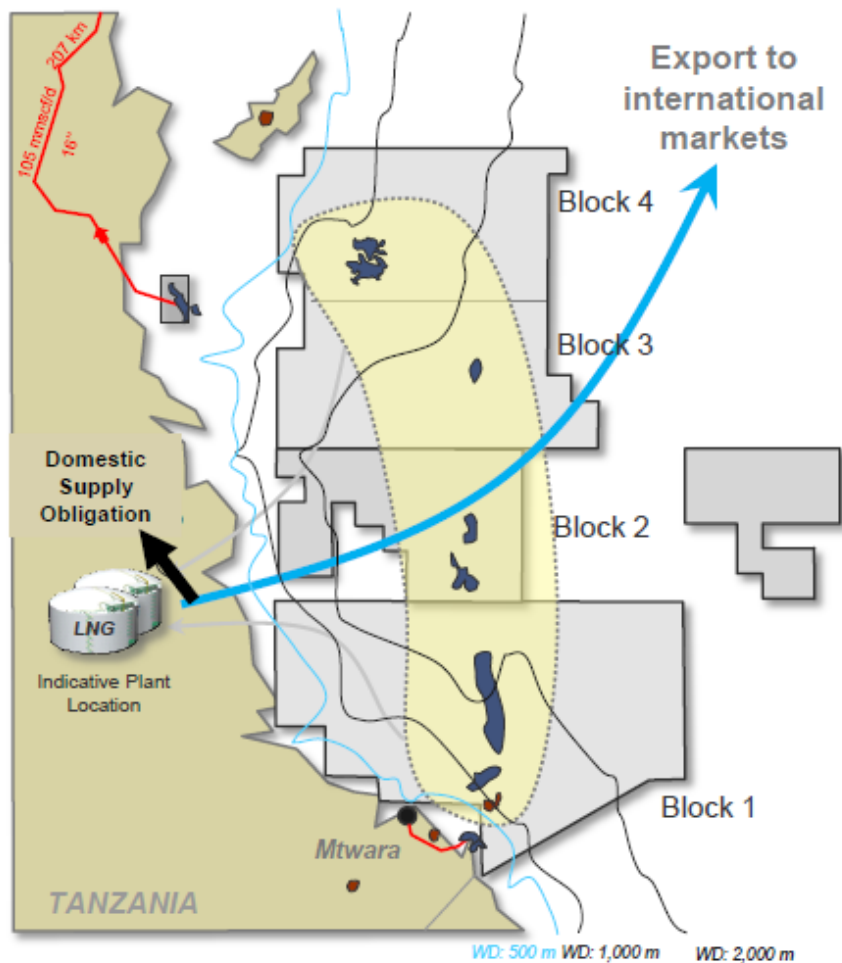 207 km
105 mmscf/d
16"
Export to
international
markets
Block 4
Block 3
Domestic
Supply
Obligation
Block 2
LNG
Indicative Plant
Location
Block 1
Mtwara
TANZANIA
WD: 500 m WD: 1,000 m WD: 2,000 m